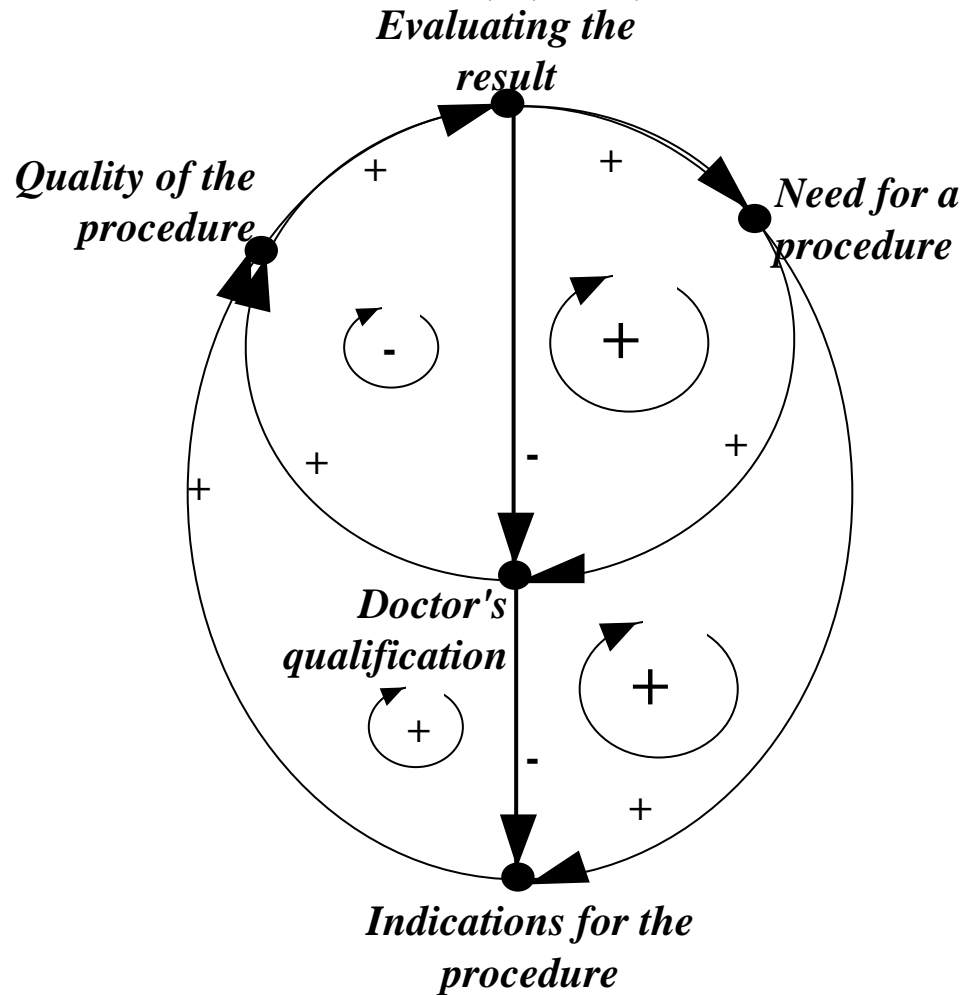 Evaluating the
result
+
+
Quality of the
procedure
Need for a
procedure
-
+
+
+
-
+
Doctor's
qualification
+
+
-
+
Indications for the
procedure